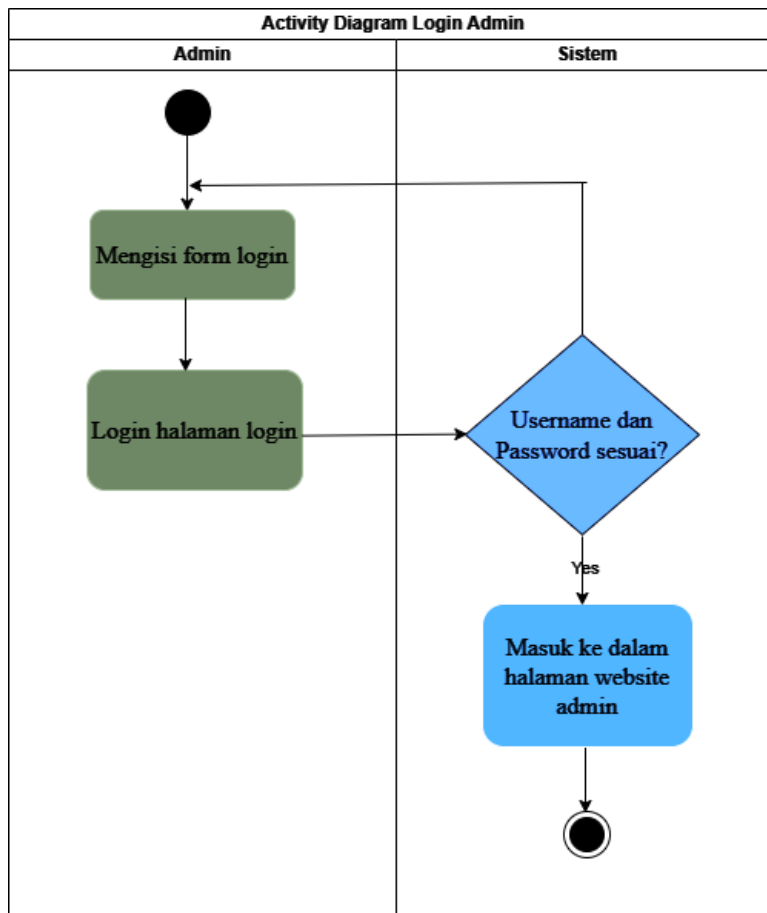 Activity Diagram Login Admin
Admin
Sistem
Mengisi form login
Login halaman login
Username dan
Password sesuai?
Yes
Masuk ke dalam
halaman website
admin